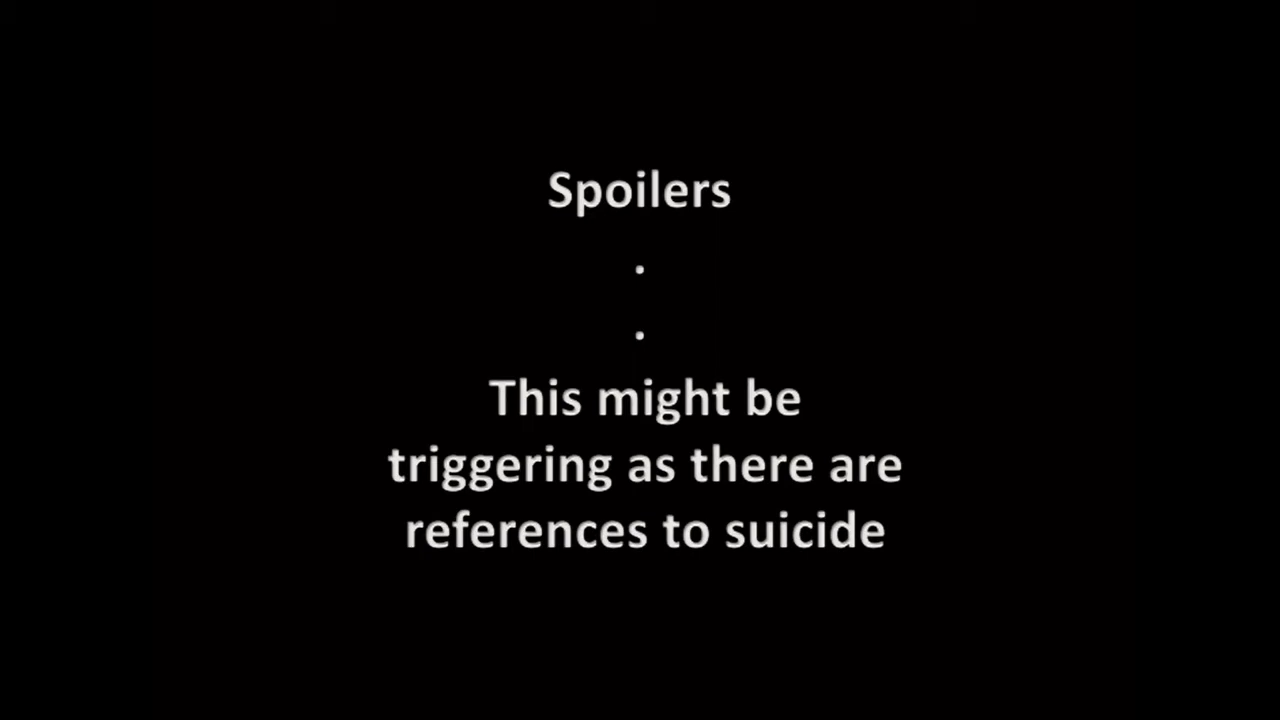 Spoilers
.
.
This might be
triggering as there are
references to suicide